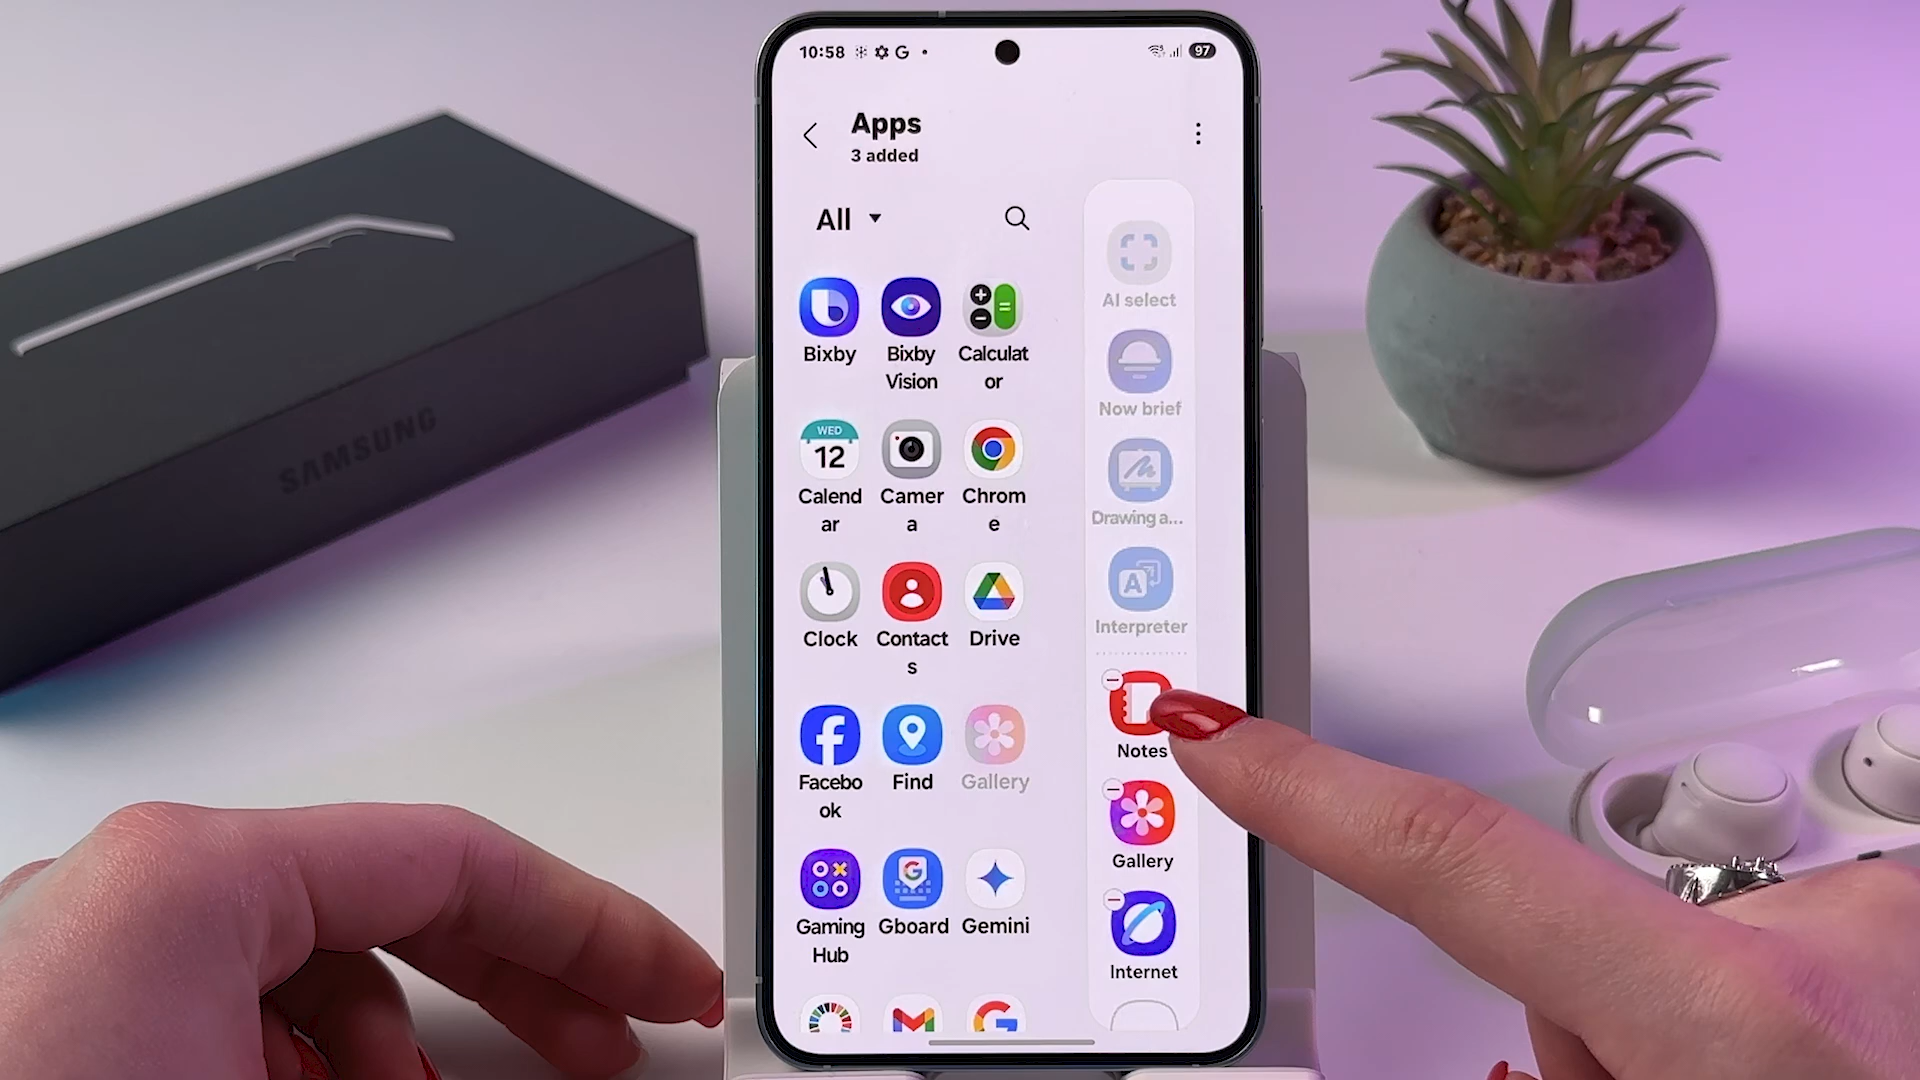 10:58
G
97
Apps
3 added
All
AI select
Bixby
Bixby
Vision
Calculat
or
Now brief
WED
12
Calend
ar
Camer
a
Chrom
e
Drawing a...
Clock
Contact
s
Drive
A
Interpreter
Notes
Facebo
ok
Find
Gallery
Gallery
Gaming
Hub
G
Gboard
Gemini
Internet
SAMSUNG